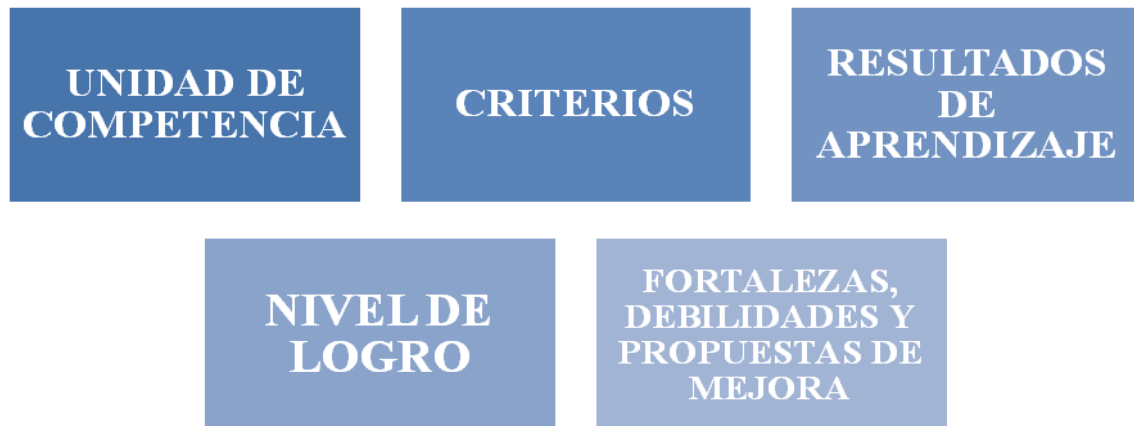 UNIDAD DE
COMPETENCIA
CRITERIOS
RESULTADOS
DE
APRENDIZAJE
NIVEL DE
LOGRO
FORTALEZAS,
DEBILIDADES Y
PROPUESTAS DE
MEJORA